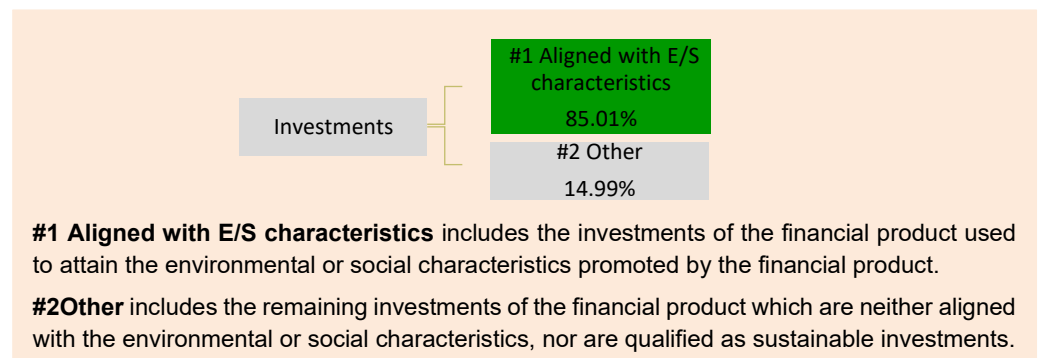 #1 Aligned with E/S
characteristics
85.01%
Investments
#2 Other
14.99%
#1 Aligned with E/S characteristics includes the investments of the financial product used
to attain the environmental or social characteristics promoted by the financial product.
#2Other includes the remaining investments of the financial product which are neither aligned
with the environmental or social characteristics, nor are qualified as sustainable investments.